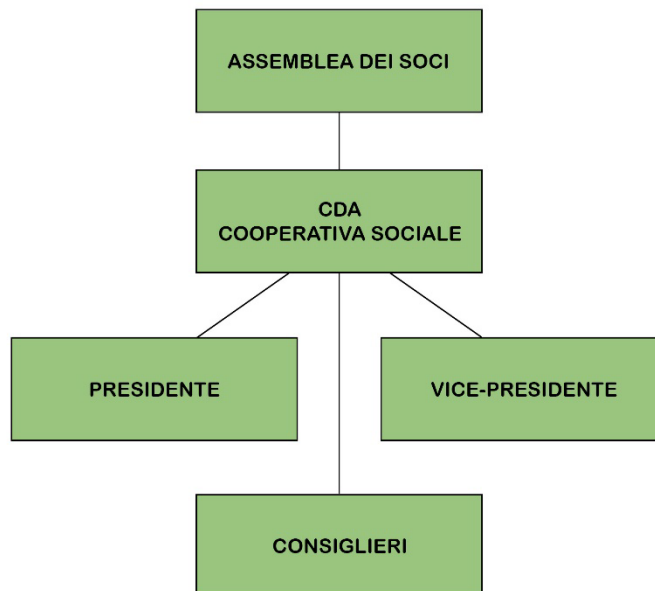 ASSEMBLEA DEI SOCI
CDA
COOPERATIVA SOCIALE
PRESIDENTE
VICE-PRESIDENTE
CONSIGLIERI